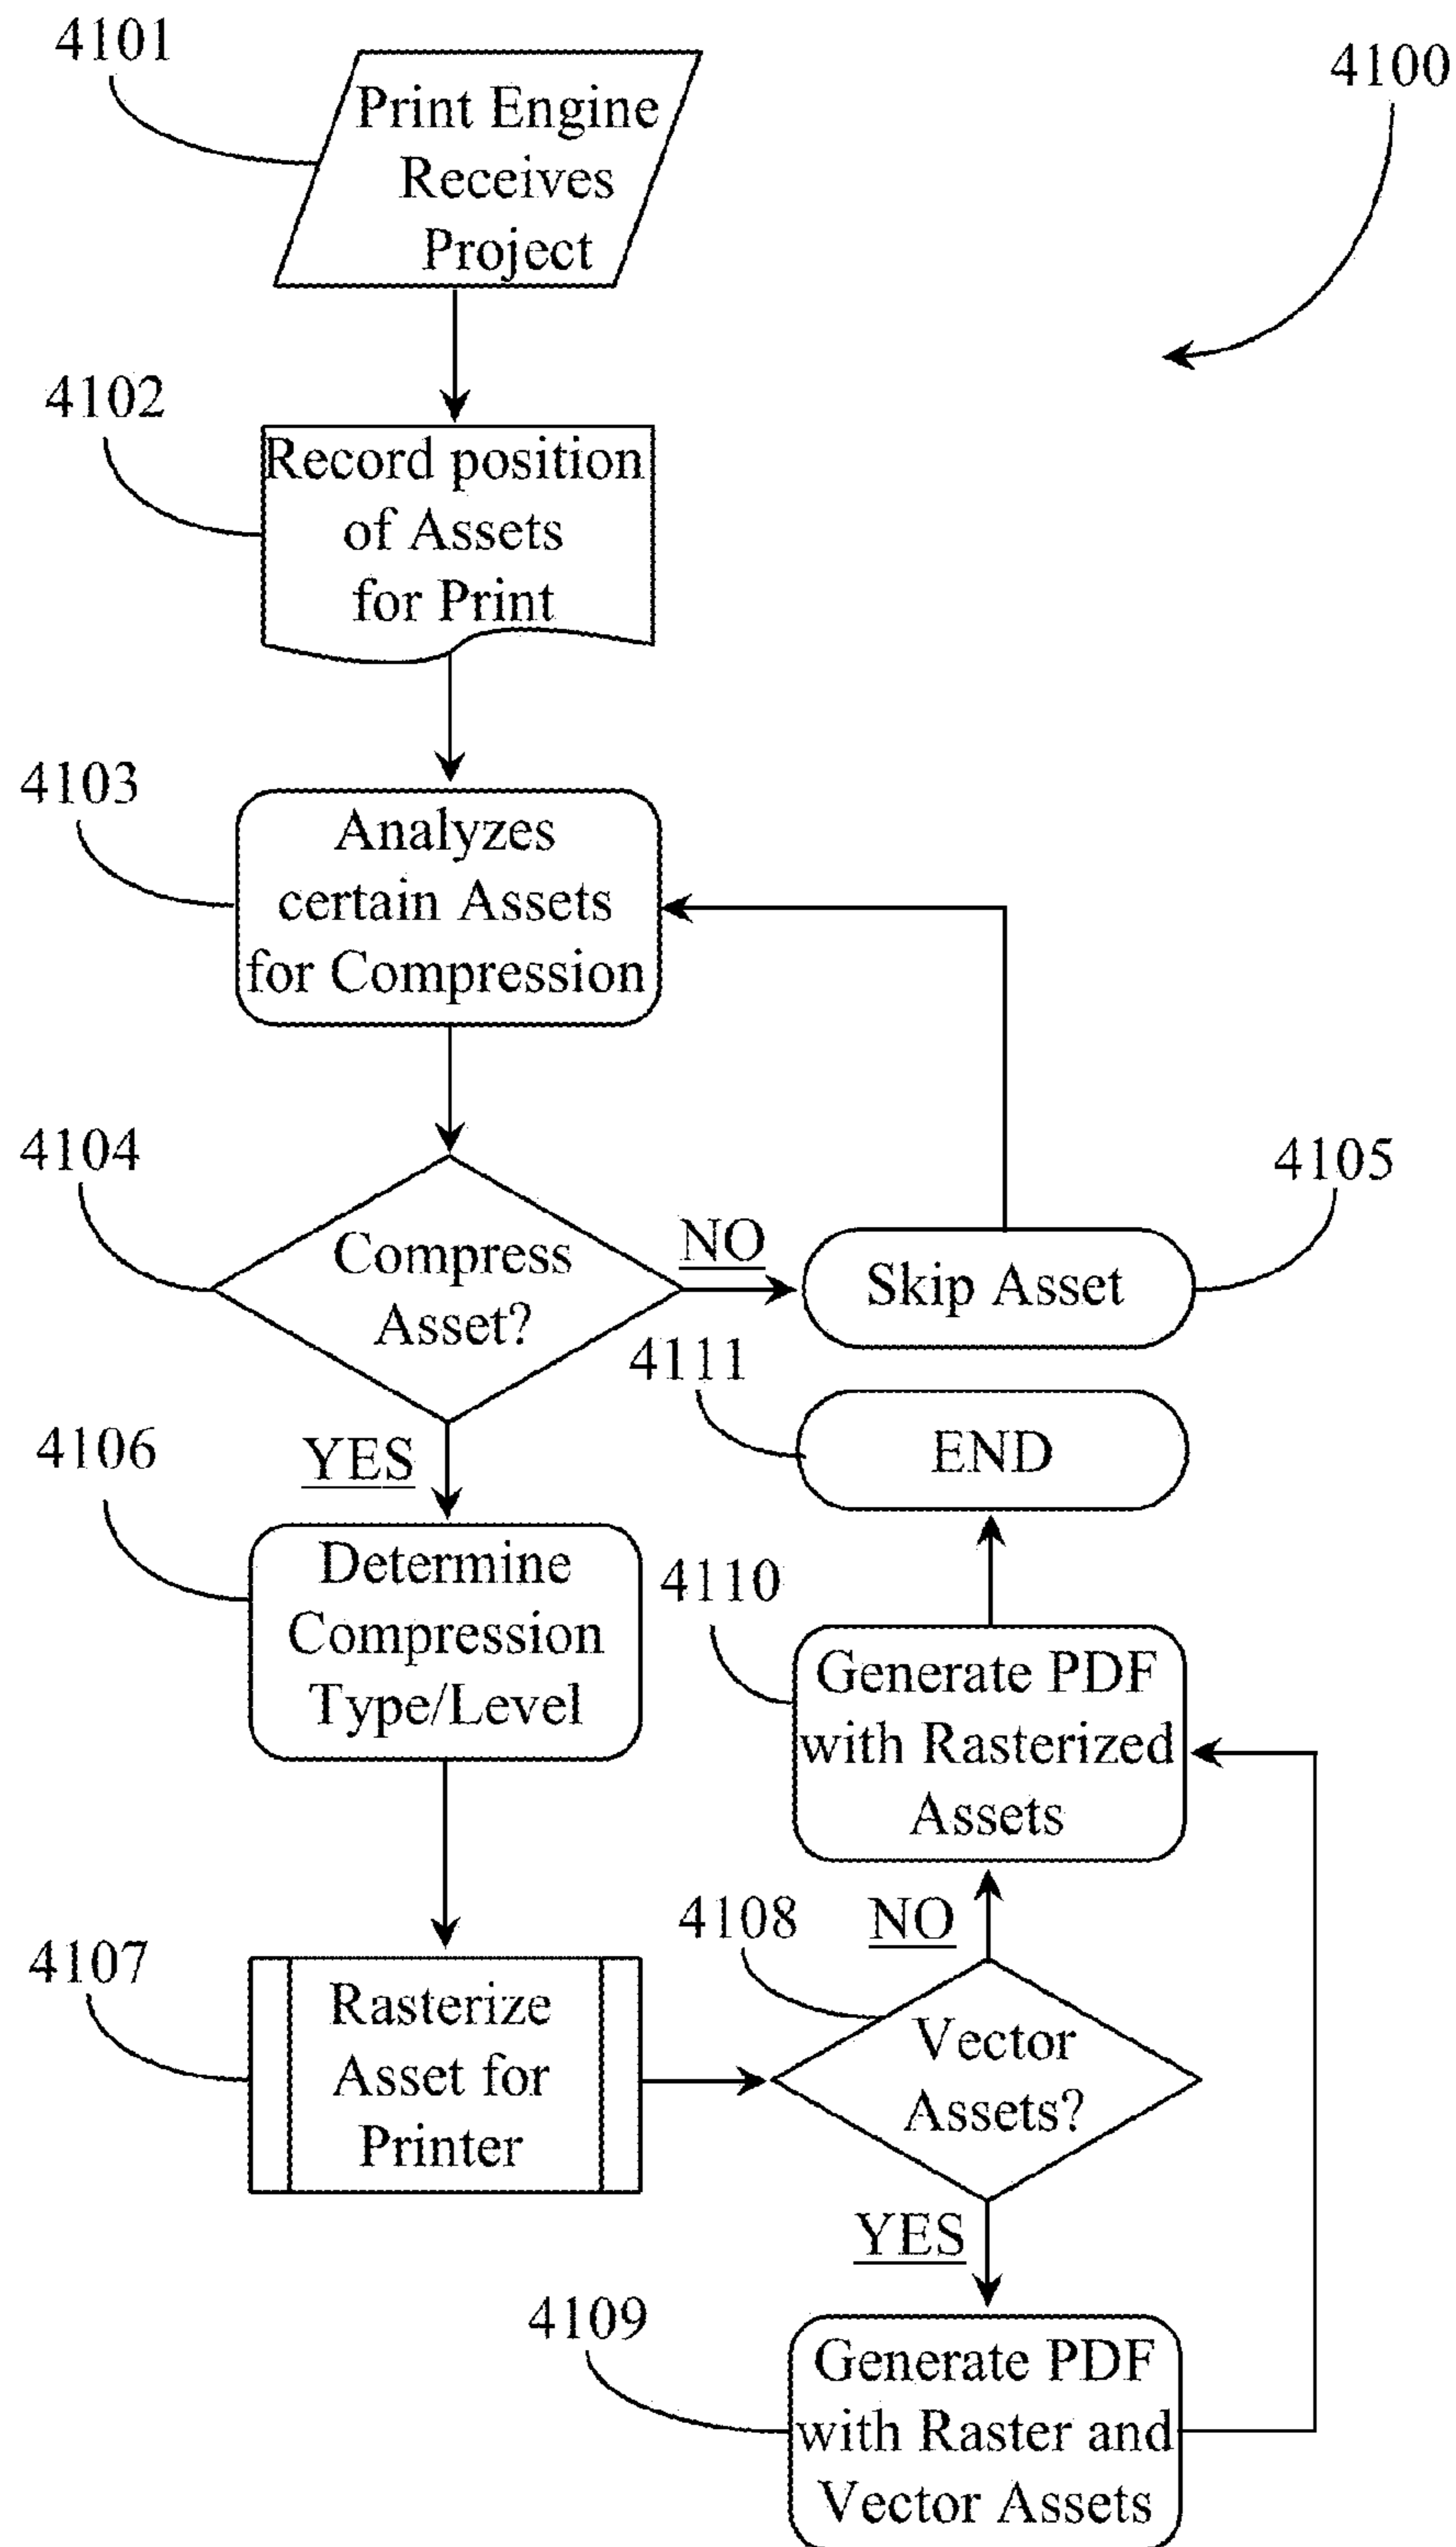 4101
Print Engine
Receives
Project
4100
4102
Record position
of Assets
for Print
4103
Analyzes
certain Assets
for Compression
4104
Compress
Asset?
NO
4105
Skip Asset
4111
END
YES
4106
Determine
Compression
Type/Level
4110
Generate PDF
with Rasterized
Assets
4107
Rasterize
Asset for
Printer
4108
NO
Vector
Assets?
YES
4109
Generate PDF
with Raster and
Vector Assets